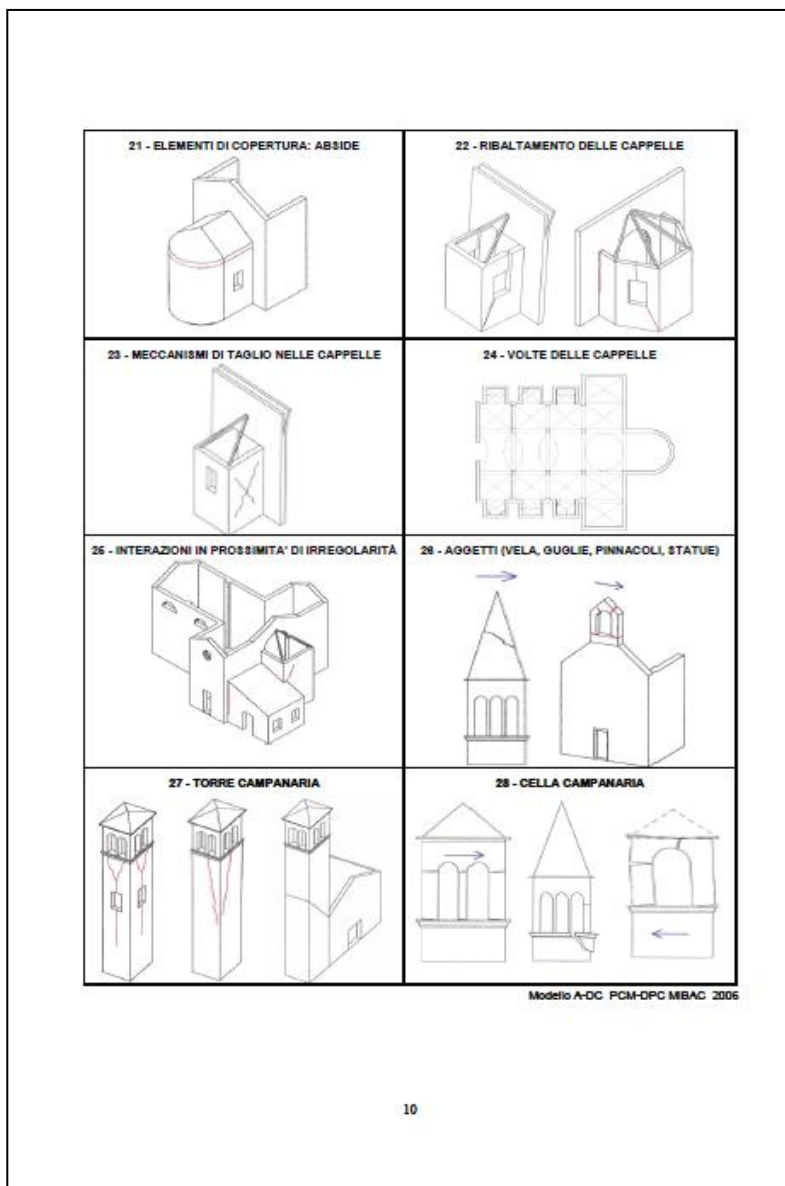 21 - ELEMENTI DI COPERTURA: ABSIDE
22 - RIBALTAMENTO DELLE CAPPELLE
23 - MECCANISMI DI TAGLIO NELLE CAPPELLE
24 - VOLTE DELLE CAPPELLE
25 - INTERAZIONI IN PROSSIMITA' DI IRREGOLARITÀ
26 - AGGETTI (VELA, GUGLIE, PINNACOLI, STATUE)
27 - TORRE CAMPANARIA
28 - CELLA CAMPANARIA
Modello A-DC PCM-DPC MIBAC 2006
10